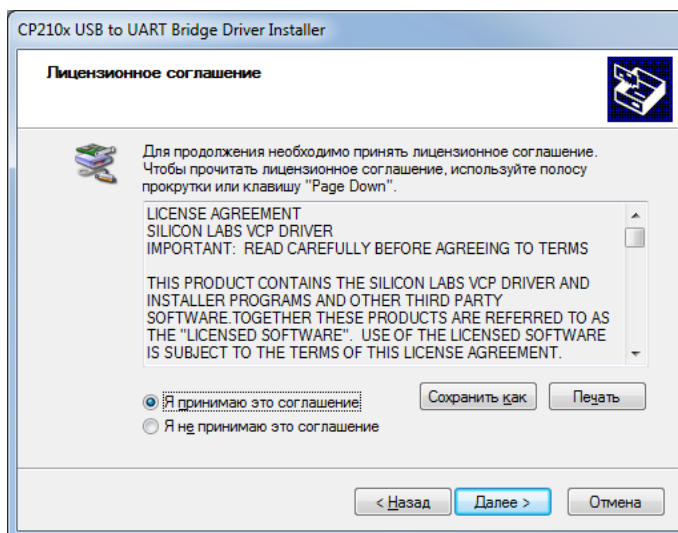 CP210x USB to UART Bridge Driver Installer
Лицензионное соглашение
Для продолжения необходимо принять лицензионное соглашение.
Чтобы прочитать лицензионное соглашение, используйте полосу
прокрутки или клавишу "Page Down".
LICENSE AGREEMENT
SILICON LABS VCP DRIVER
IMPORTANT: READ CAREFULLY BEFORE AGREEING TO TERMS
THIS PRODUCT CONTAINS THE SILICON LABS VCP DRIVER AND
INSTALLER PROGRAMS AND OTHER THIRD PARTY
SOFTWARE.TOGETHER THESE PRODUCTS ARE REFERRED TO AS
THE "LICENSED SOFTWARE". USE OF THE LICENSED SOFTWARE
IS SUBJECT TO THE TERMS OF THIS LICENSE AGREEMENT.
Я принимаю это соглашение
Сохранить как
Печать
Я не принимаю это соглашение
< Назад
Далее >
Отмена